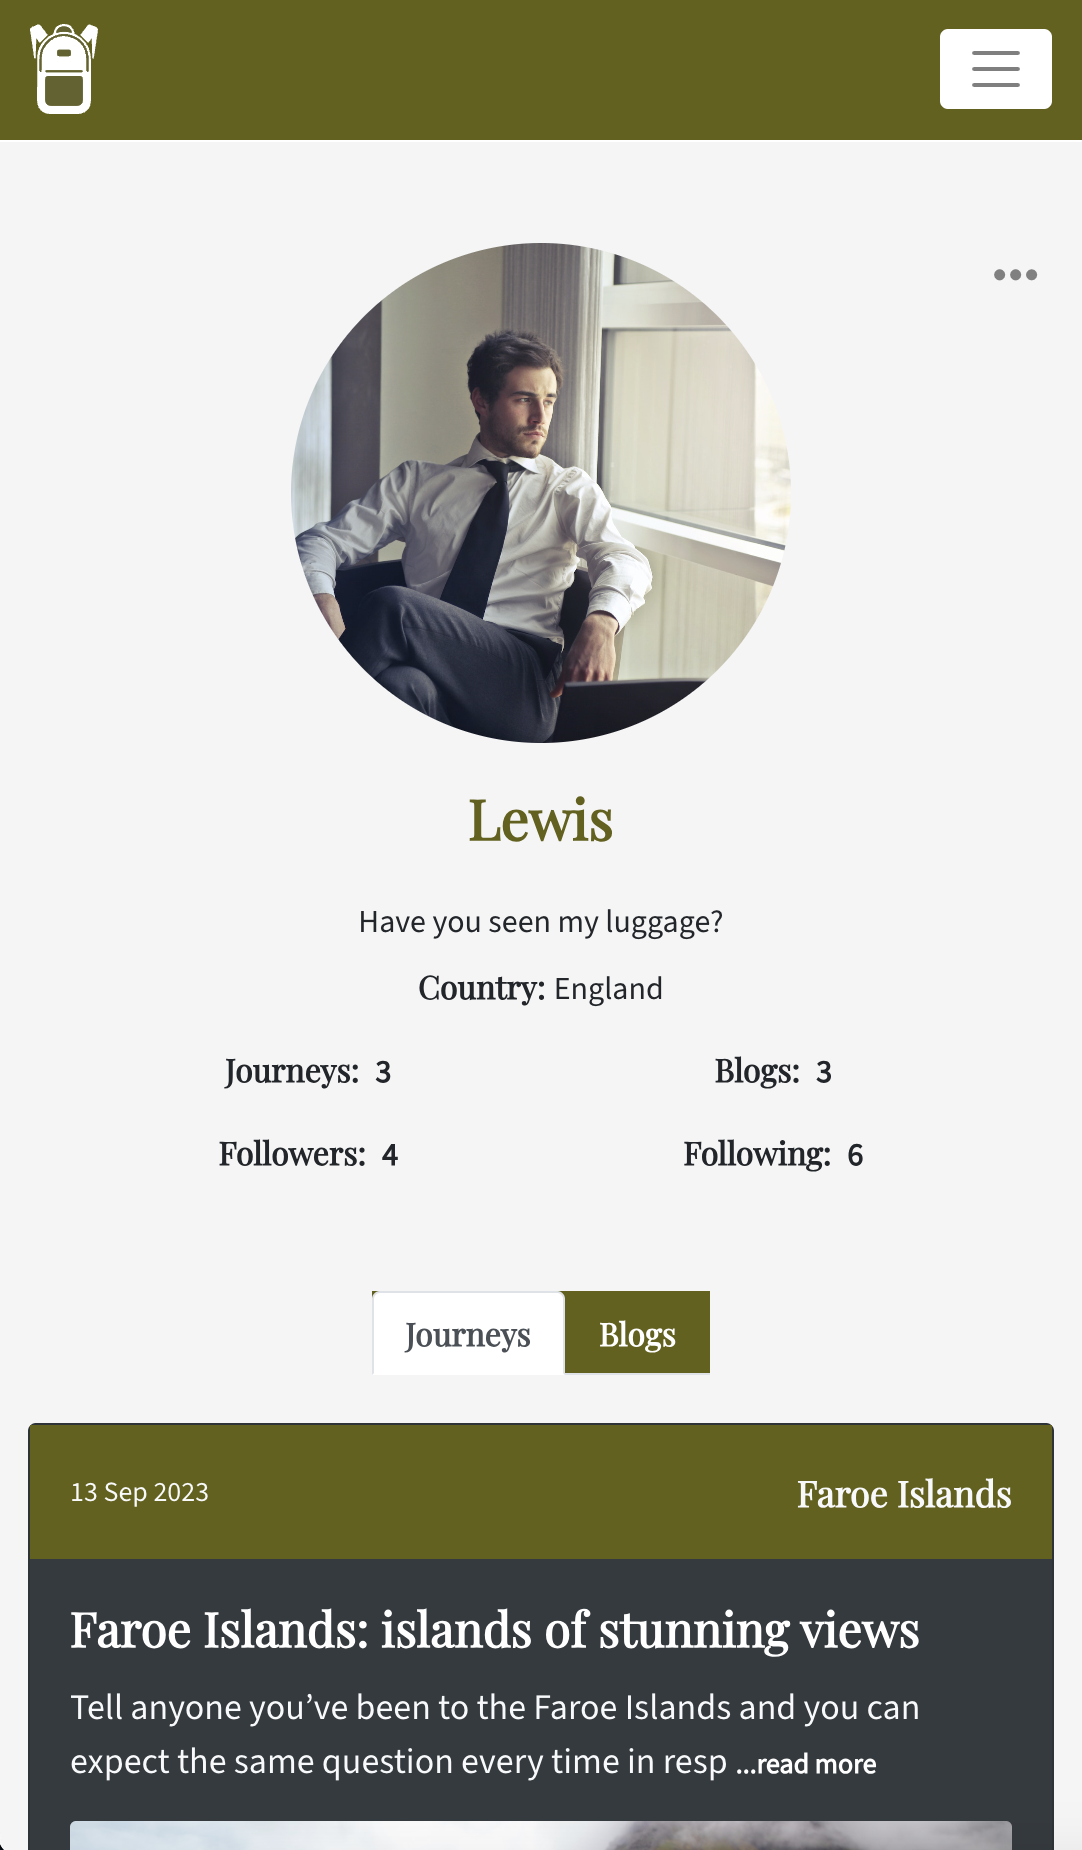 Lewis
Have you seen my luggage?
Country: England
Journeys: 3
Blogs: 3
Followers: 4
Following: 6
Journeys
Blogs
13 Sep 2023
Faroe Islands
Faroe Islands: islands of stunning views
Tell anyone you’ve been to the Faroe Islands and you can
expect the same question every time in resp ...read more